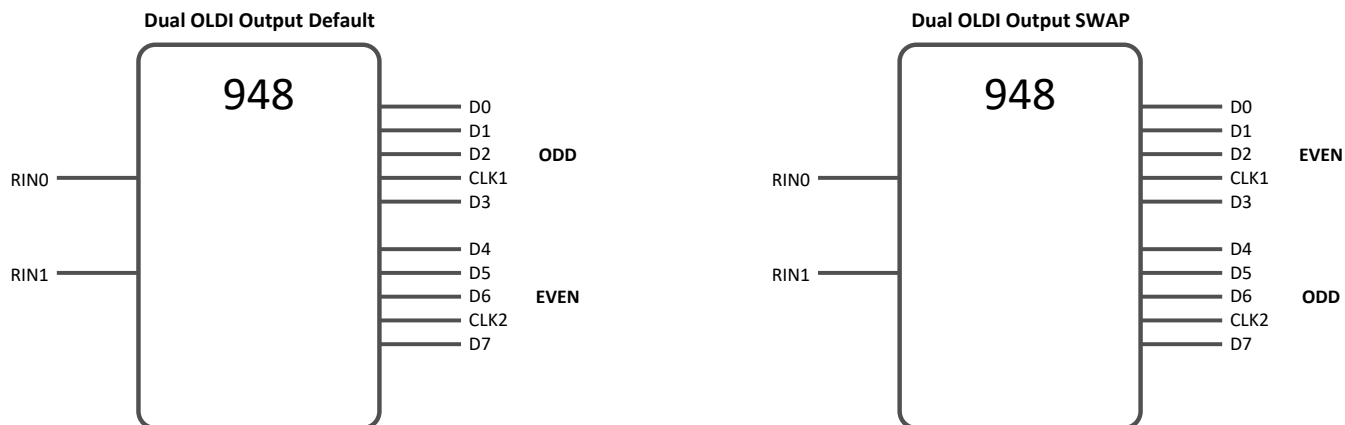 Dual OLDI Output Default
948
D0
D1
D2
ODD
RIN0
CLK1
D3
D4
RIN1
D5
D6
EVEN
CLK2
D7
Dual OLDI Output SWAP
948
D0
D1
D2
EVEN
RIN0
CLK1
D3
D4
RIN1
D5
D6
ODD
CLK2
D7